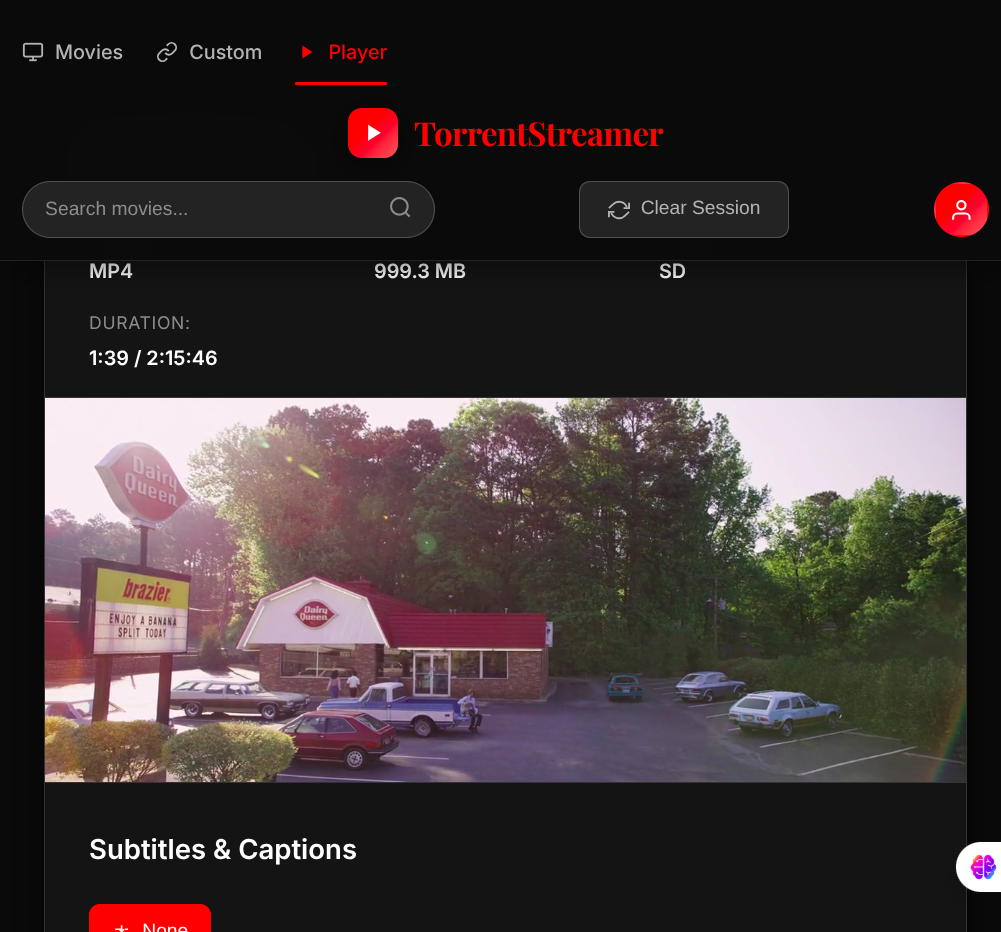 Movies
Custom
Player
TorrentStreamer
Search movies...
Clear Session
MP4
999.3 MB
SD
DURATION:
1:39 / 2:15:46
Dairy
Queen
brazier
ENJOY A BANANA
SPLIT TODAY
Dairy
Queen
Subtitles & Captions
None